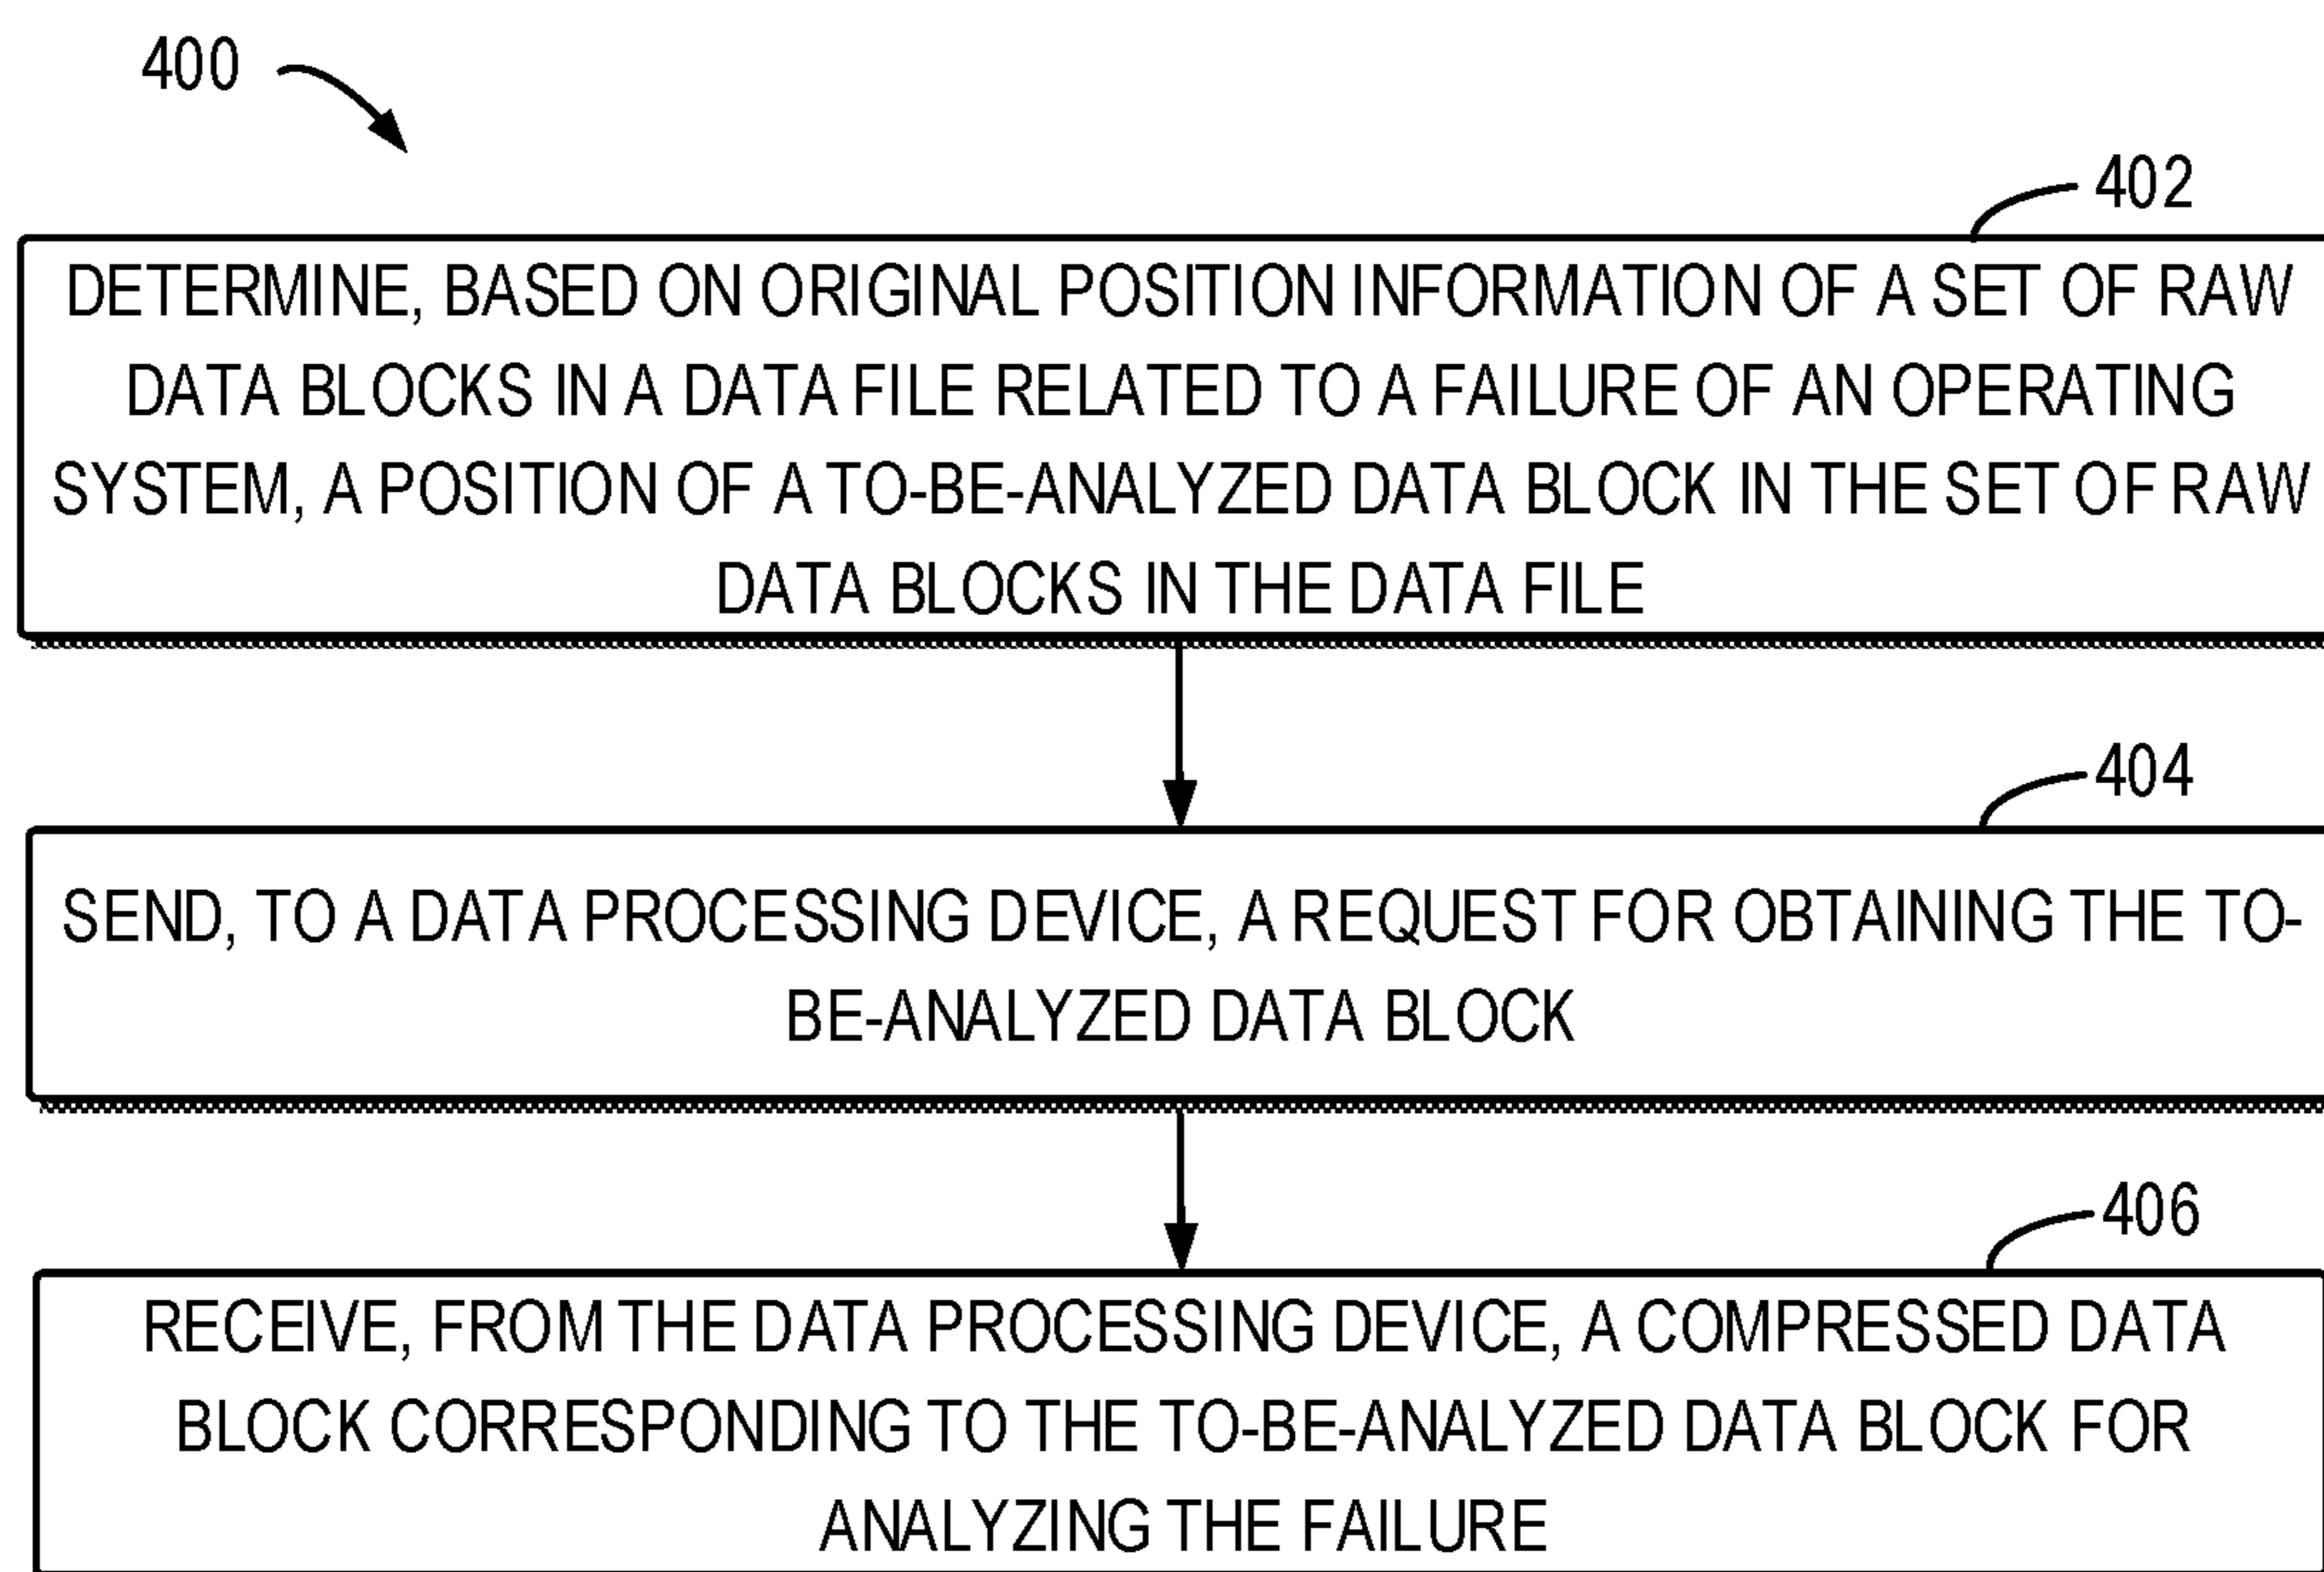 400
402
DETERMINE, BASED ON ORIGINAL POSITION INFORMATION OF A SET OF RAW
DATA BLOCKS IN A DATA FILE RELATED TO A FAILURE OF AN OPERATING
SYSTEM, A POSITION OF A TO-BE-ANALYZED DATA BLOCK IN THE SET OF RAW
DATA BLOCKS IN THE DATA FILE
404
SEND, TO A DATA PROCESSING DEVICE, A REQUEST FOR OBTAINING THE TO-
BE-ANALYZED DATA BLOCK
406
RECEIVE, FROM THE DATA PROCESSING DEVICE, A COMPRESSED DATA
BLOCK CORRESPONDING TO THE TO-BE-ANALYZED DATA BLOCK FOR
ANALYZING THE FAILURE